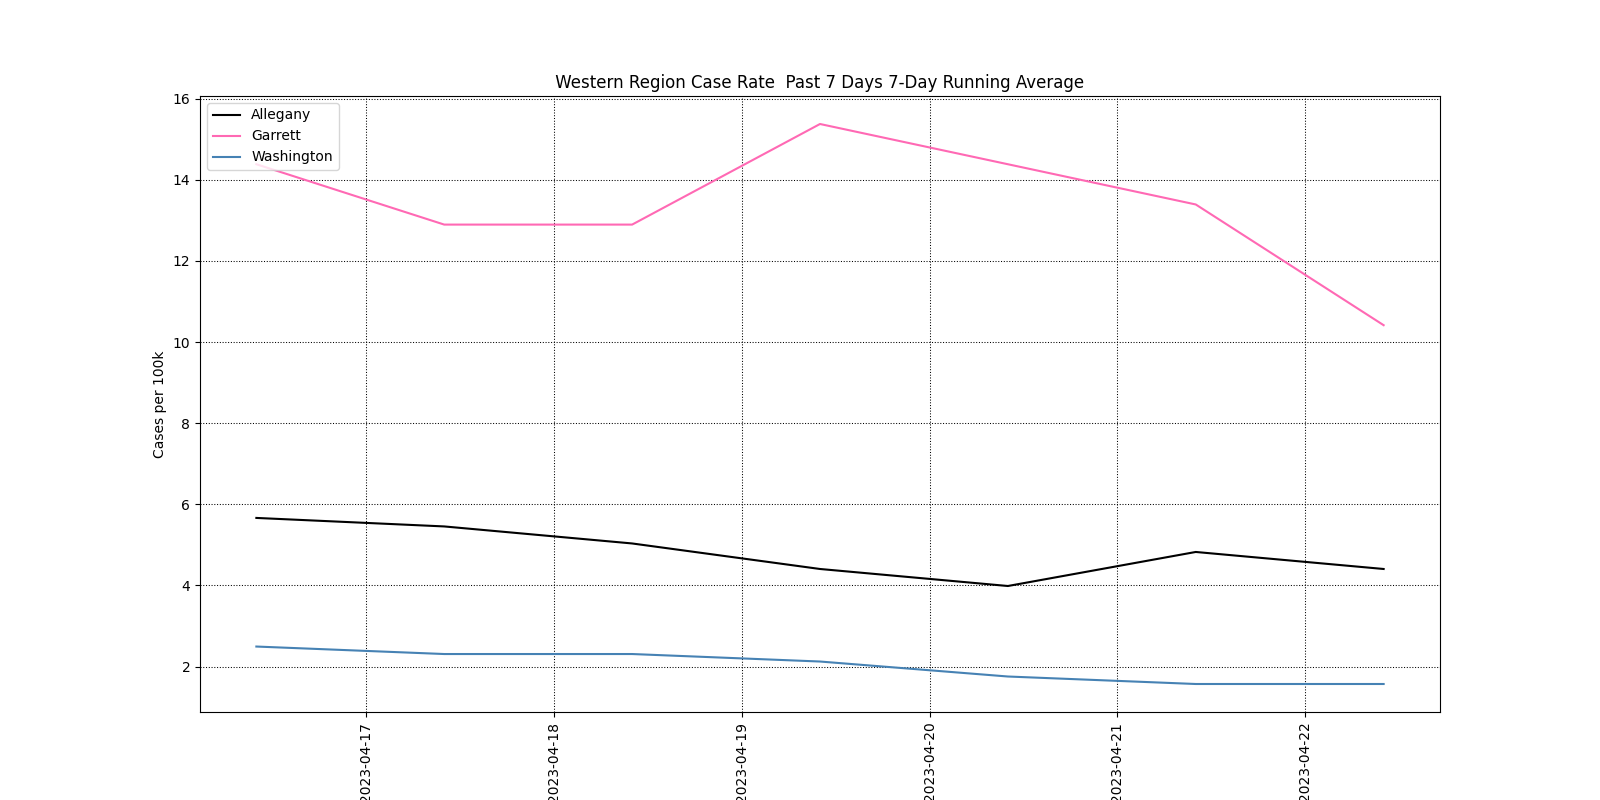 Western Region Case Rate  Past 7 Days 7-Day Running Average
Allegany
Garrett
Washington
Cases per 100k
16
14
12
10
8
6
4
2
2023-04-17
2023-04-18
2023-04-19
2023-04-20
2023-04-21
2023-04-22